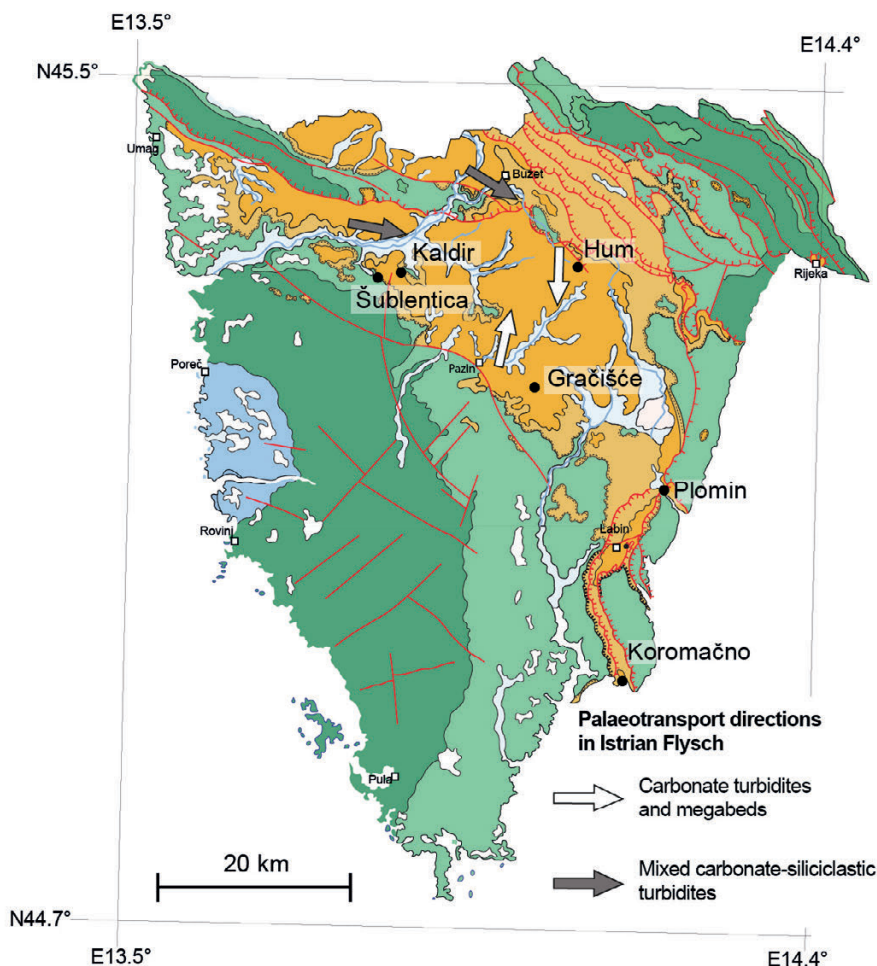 E13.5°
E14.4°
N45.5°
Umag
Buzet
Kaldir
Hum
Rijeka
Šublentica
Poreč
Pazin
Gračišće
Plomin
Rovinj
Labin
Koromačno
Palaeotransport directions
in Istrian Flysch
Carbonate turbidites
and megabeds
Pula
20 km
Mixed carbonate-siliciclastic
turbidites
N44.7°
E13.5°
E14.4°